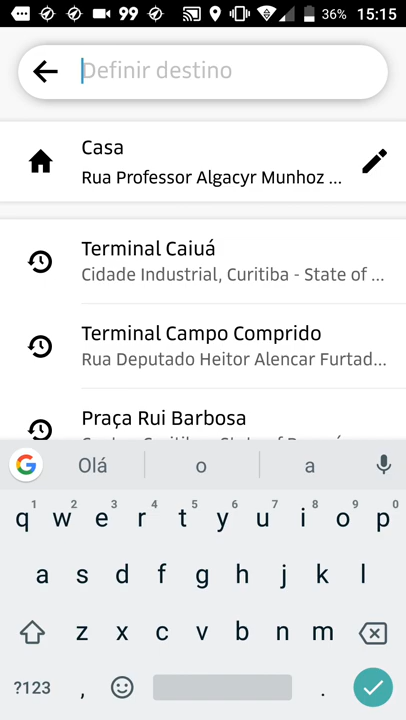 99 36% 15:15
Definir destino
Casa
Rua Professor Algacyr Munhoz ...
Terminal Caiuá
Cidade Industrial, Curitiba - State of ...
Terminal Campo Comprido
Rua Deputado Heitor Alencar Furtad...
Praça Rui Barbosa
G Olá o a
1 2 3 4 5 6 7 8 9 0
q w e r t y u i o p
a s d f g h j k l
z x c v b n m
?123 , .